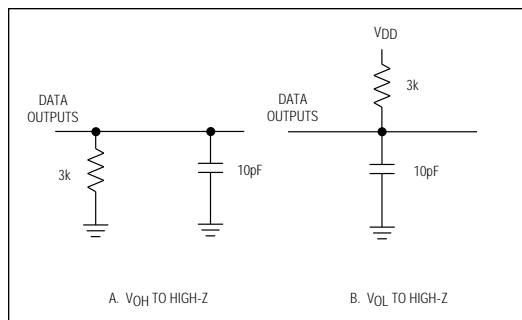 DATA
OUTPUTS
3k
10pF
A. VOH TO HIGH-Z
VDD
3k
DATA
OUTPUTS
10pF
B. VOL TO HIGH-Z